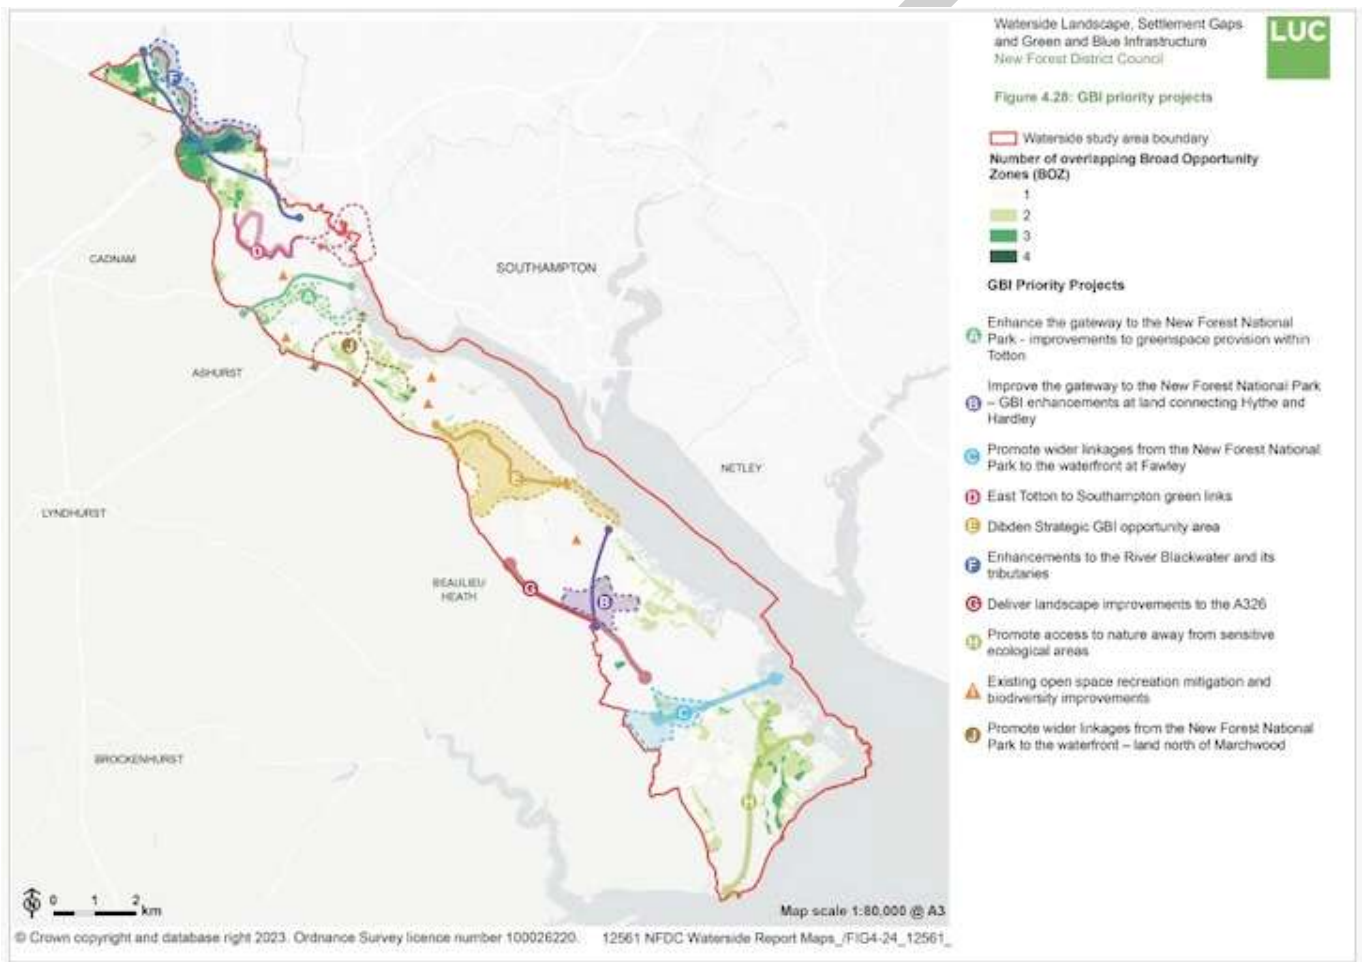 Waterside Landscape, Settlement Gaps
and Green and Blue Infrastructure
New Forest District Council
LUC
Figure 4.28: GBI priority projects
Waterside study area boundary
Number of overlapping Broad Opportunity
Zones (BOZ)
1
2
3
4
GBI Priority Projects
A Enhance the gateway to the New Forest National
Park - improvements to greenspace provision within
Totton
B Improve the gateway to the New Forest National Park
– GBI enhancements at land connecting Hythe and
Hardley
C Promote wider linkages from the New Forest National
Park to the waterfront at Fawley
D East Totton to Southampton green links
E Dibden Strategic GBI opportunity area
F Enhancements to the River Blackwater and its
tributaries
G Deliver landscape improvements to the A326
H Promote access to nature away from sensitive
ecological areas
Existing open space recreation mitigation and
biodiversity improvements
J Promote wider linkages from the New Forest National
Park to the waterfront – land north of Marchwood
F
D
CADNAM
SOUTHAMPTON
A
J
ASHURST
NETLEY
E
LYNDHURST
BEAULIEU
HEATH
G
B
C
BROCKENHURST
H
N
0 1 2
km
Map scale 1:80,000 @ A3
© Crown copyright and database right 2023. Ordnance Survey licence number 100026220.
12561 NFDC Waterside Report Maps_/FIG4-24_12561_